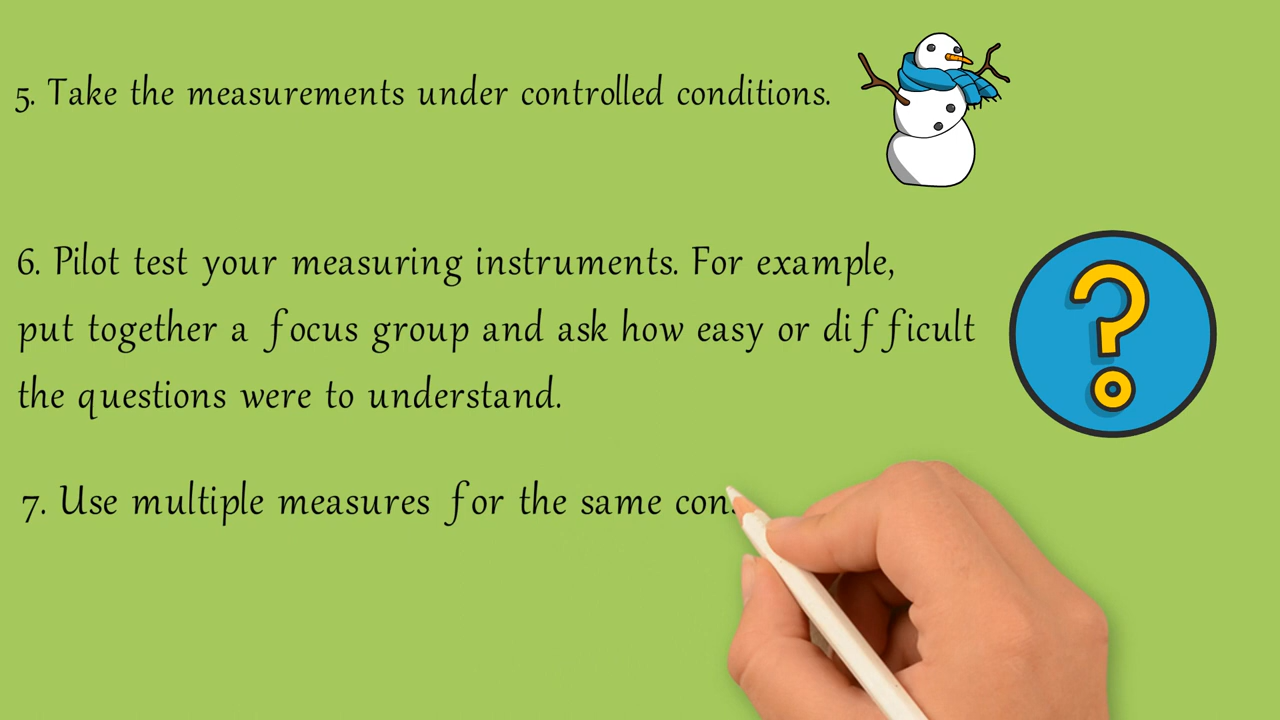 5. Take the measurements under controlled conditions.
6. Pilot test your measuring instruments. For example,
put together a focus group and ask how easy or difficult
the questions were to understand.
7. Use multiple measures for the same